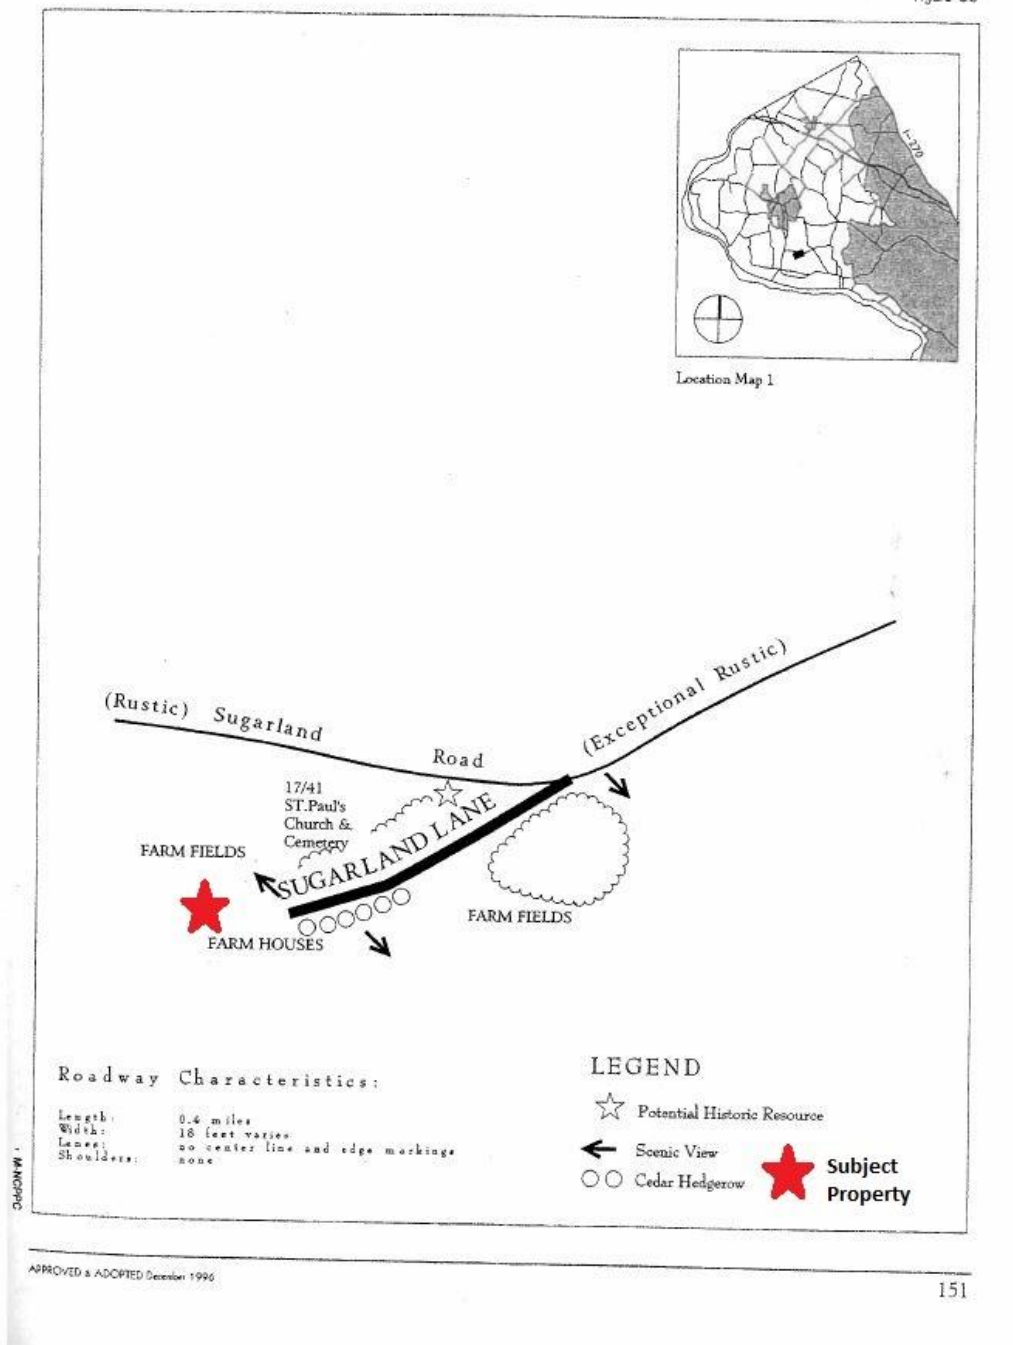 I-270
Location Map 1
(Rustic) Sugarland Road (Exceptional Rustic)
17/41
ST.Paul's
Church &
Cemetery
SUGARLAND LANE
FARM FIELDS
FARM FIELDS
FARM HOUSES
Roadway Characteristics:
Length: 0.4 miles
Width: 18 feet varies
Lanes: no center line and edge markings
Shoulders: none
LEGEND
Potential Historic Resource
Scenic View
Cedar Hedgerow
Subject
Property
M-NCPPC
APPROVED & ADOPTED December 1996
151